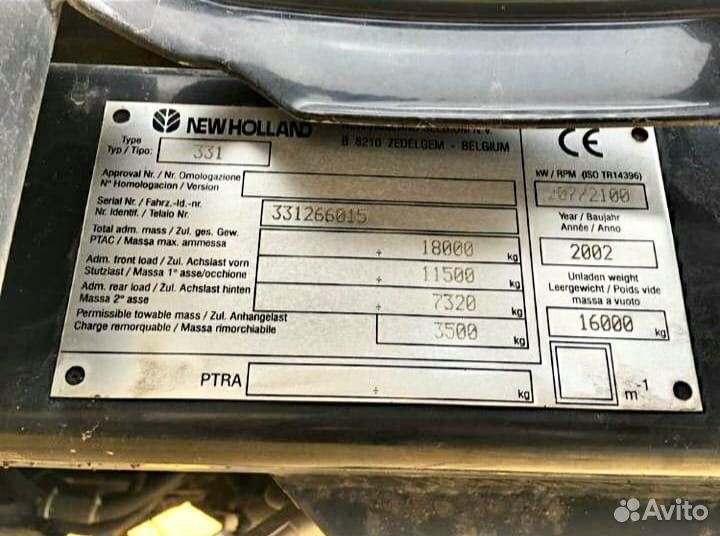 NEW HOLLAND
B 8210 ZEDELGEM - BELGIUM
Type
Typ / Tipo: 331
Approval Nr. / Nr. Omologazione
N° Homologacion / Version
Serial Nr. / Fahrz.-Id.-nr.
Nr. Identif. / Telaio Nr. 331266015
Total adm. mass / Zul. ges. Gew.
PTAC / Massa max. ammessa ÷ 18000 kg
Adm. front load / Zul. Achslast vorn
Stutzlast / Massa 1° asse/occhione ÷ 11500 kg
Adm. rear load / Zul. Achslast hinten
Massa 2° asse ÷ 7320 kg
Permissible towable mass / Zul. Anhangelast
Charge remorquable / Massa rimorchiabile 3500 kg
PTRA ÷ kg
CE
kW / RPM (ISO TR14396)
207/2100
Year / Baujahr
Année / Anno
2002
Unladen weight
Leergewicht / Poids vide
massa a vuoto
16000 kg
m-1
Avito